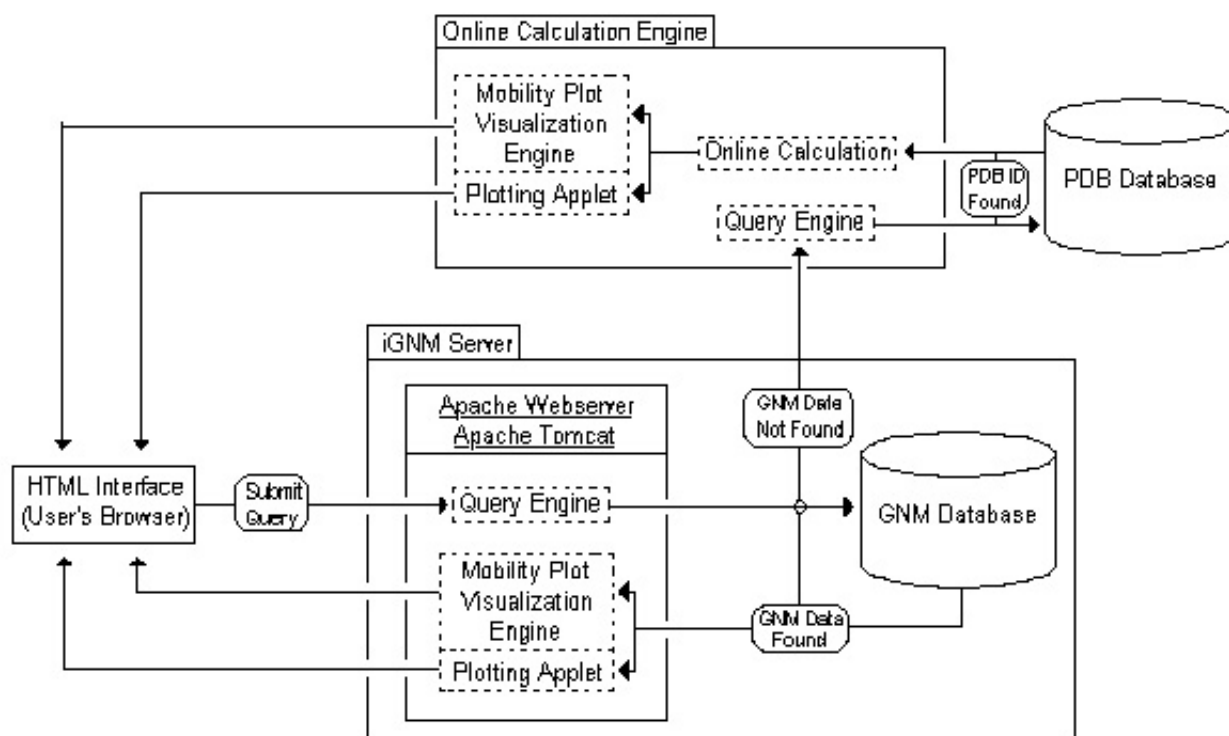 Online Calculation Engine
Mobility Plot
Visualization
Engine
Plotting Applet
Online Calculation
Query Engine
PDB ID
Found
PDB Database
iGNM Server
Apache Webserver
Apache Tomcat
GNM Data
Not Found
HTML Interface
(User's Browser)
Submit
Query
Query Engine
GNM Database
Mobility Plot
Visualization
Engine
Plotting Applet
GNM Data
Found